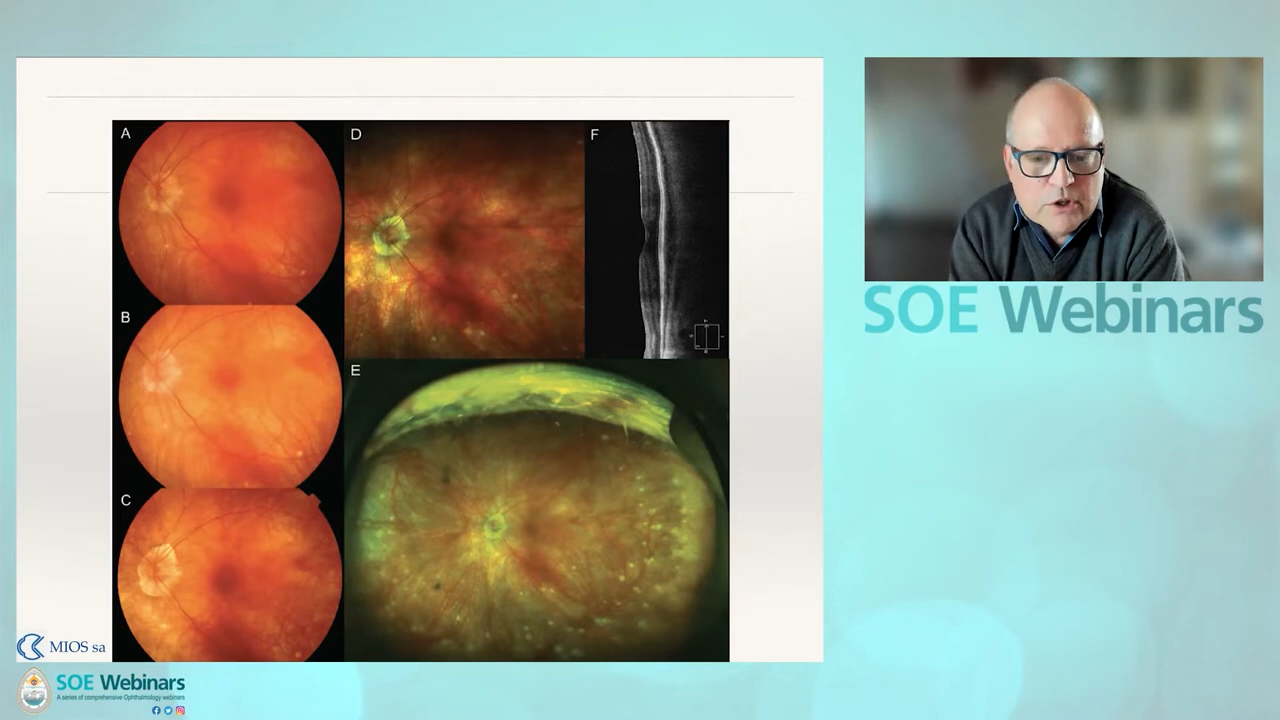 A
D
F
B
E
C
SOE Webinars
MIOS sa
SOE Webinars
A series of comprehensive Ophthalmology webinars